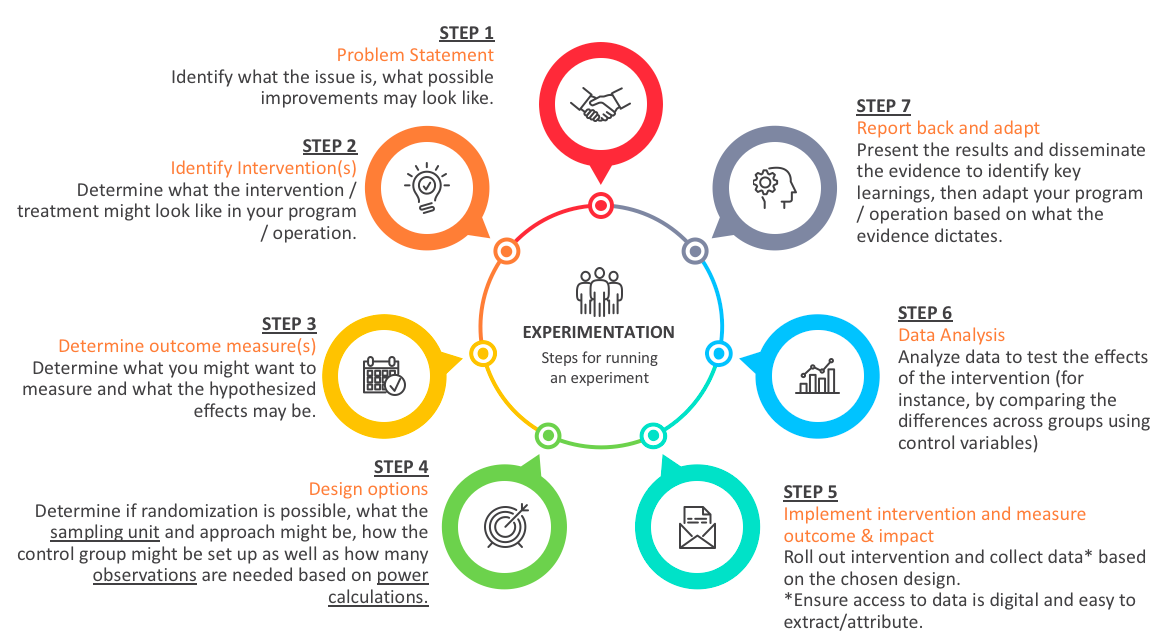 STEP 1
Problem Statement
Identify what the issue is, what possible
improvements may look like.
STEP 2
Identify Intervention(s)
Determine what the intervention /
treatment might look like in your program
/ operation.
STEP 3
Determine outcome measure(s)
Determine what you might want to
measure and what the hypothesized
effects may be.
STEP 4
Design options
Determine if randomization is possible, what the
sampling unit and approach might be, how the
control group might be set up as well as how many
observations are needed based on power
calculations.
EXPERIMENTATION
Steps for running
an experiment
STEP 5
Implement intervention and measure
outcome & impact
Roll out intervention and collect data* based
on the chosen design.
*Ensure access to data is digital and easy to
extract/attribute.
STEP 6
Data Analysis
Analyze data to test the effects
of the intervention (for
instance, by comparing the
differences across groups using
control variables)
STEP 7
Report back and adapt
Present the results and disseminate
the evidence to identify key
learnings, then adapt your program
/ operation based on what the
evidence dictates.